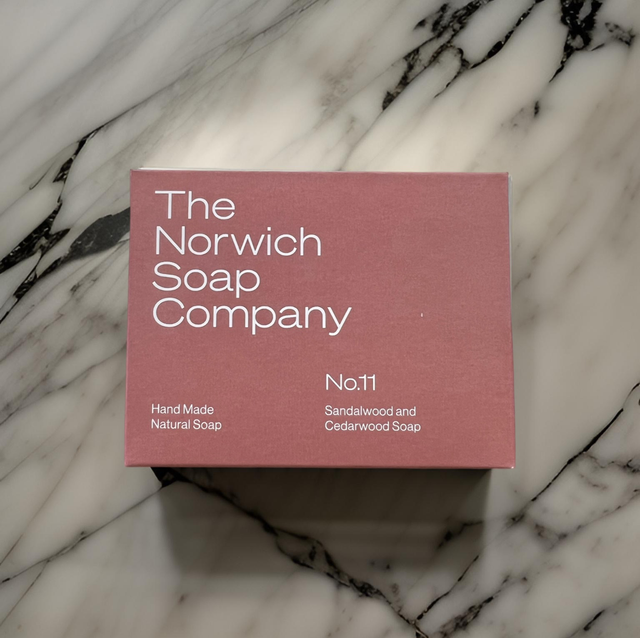 The
Norwich
Soap
Company
No.11
Hand Made
Natural Soap
Sandalwood and
Cedarwood Soap